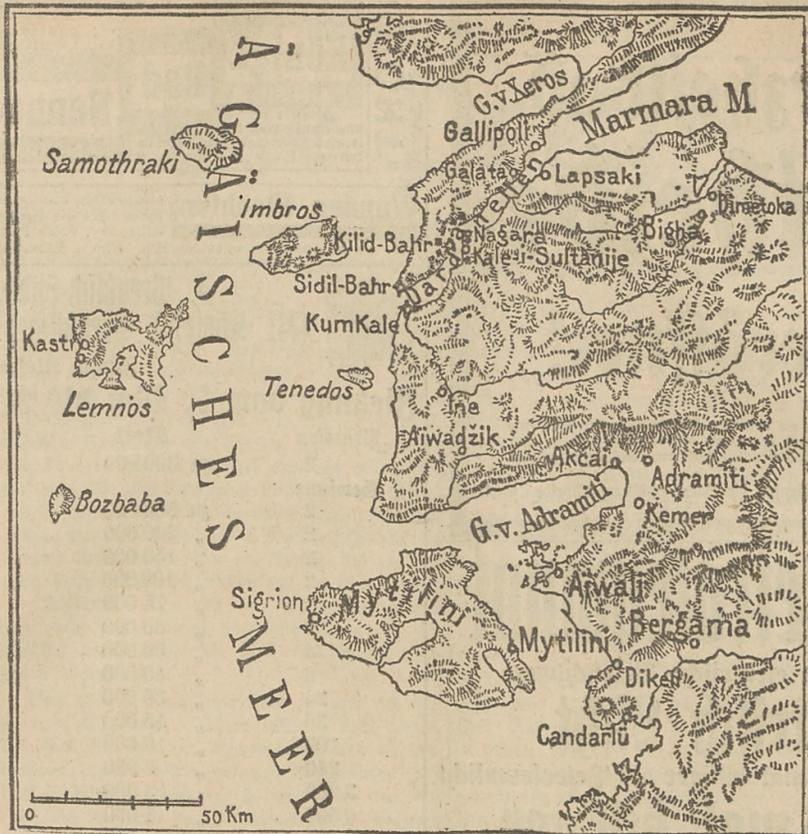 ÄGÄISCHES MEER
G.v.Xeros
Marmara M.
Gallipoli
Samothraki
Galata
Lapsaki
Dimetoka
Imbros
Bigha
Nagara
Kilid-Bahr
Kale-i-Sultanije
Dardanellen
Sidil-Bahr
KumKale
Kastro
Tenedos
Lemnos
Ine
Aiwadžik
Akcai
Adramiti
Bozbaba
Kemer
G.v.Adramiti
Aiwali
Sigrion
Mytilini
Bergama
Mytilini
Dikeli
Candarlü
0 50 Km